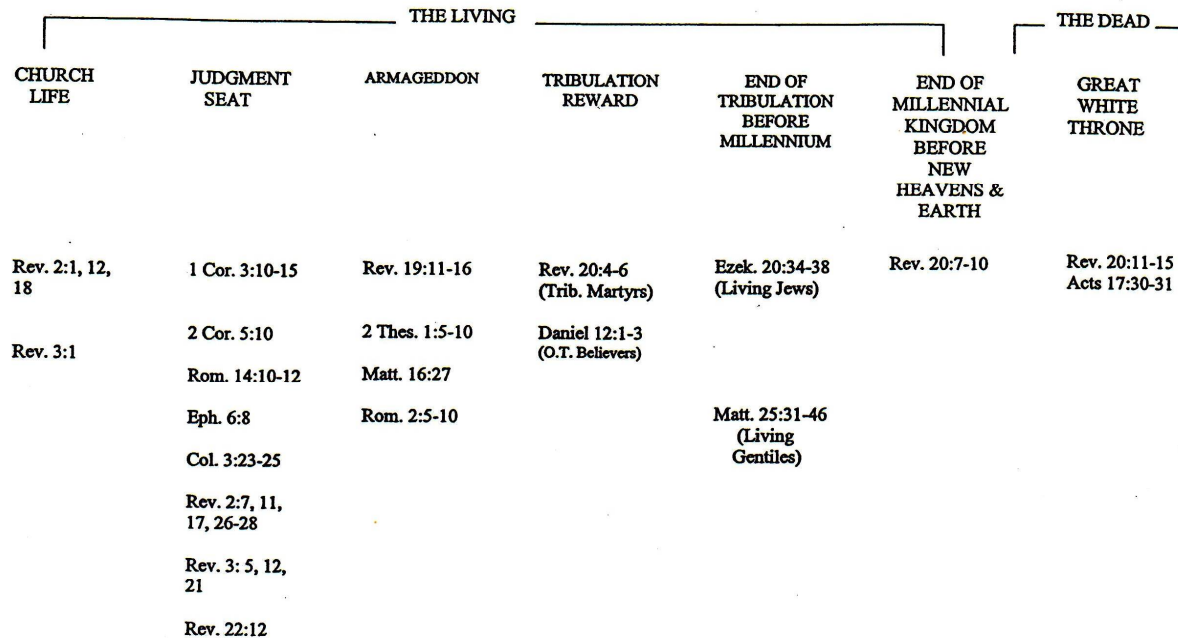 THE LIVING
THE DEAD
CHURCH
LIFE
JUDGMENT
SEAT
ARMAGEDDON
TRIBULATION
REWARD
END OF
TRIBULATION
BEFORE
MILLENNIUM
END OF
MILLENNIAL
KINGDOM
BEFORE
NEW
HEAVENS &
EARTH
GREAT
WHITE
THRONE
Rev. 2:1, 12,
18
Rev. 3:1
1 Cor. 3:10-15
2 Cor. 5:10
Rom. 14:10-12
Eph. 6:8
Col. 3:23-25
Rev. 2:7, 11,
17, 26-28
Rev. 3: 5, 12,
21
Rev. 22:12
Rev. 19:11-16
2 Thes. 1:5-10
Matt. 16:27
Rom. 2:5-10
Rev. 20:4-6
(Trib. Martyrs)
Daniel 12:1-3
(O.T. Believers)
Ezek. 20:34-38
(Living Jews)
Matt. 25:31-46
(Living
Gentiles)
Rev. 20:7-10
Rev. 20:11-15
Acts 17:30-31